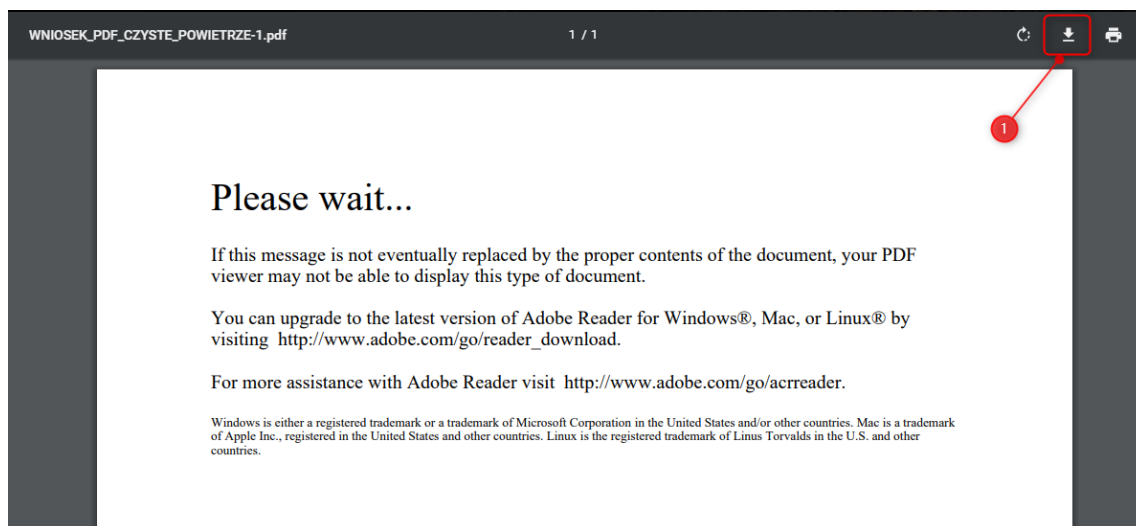 WNIOSEK_PDF_CZYSTE_POWIETRZE-1.pdf 1 / 1
1
Please wait...
If this message is not eventually replaced by the proper contents of the document, your PDF
viewer may not be able to display this type of document.
You can upgrade to the latest version of Adobe Reader for Windows®, Mac, or Linux® by
visiting http://www.adobe.com/go/reader_download.
For more assistance with Adobe Reader visit http://www.adobe.com/go/acrreader.
Windows is either a registered trademark or a trademark of Microsoft Corporation in the United States and/or other countries. Mac is a trademark
of Apple Inc., registered in the United States and other countries. Linux is the registered trademark of Linus Torvalds in the U.S. and other
countries.